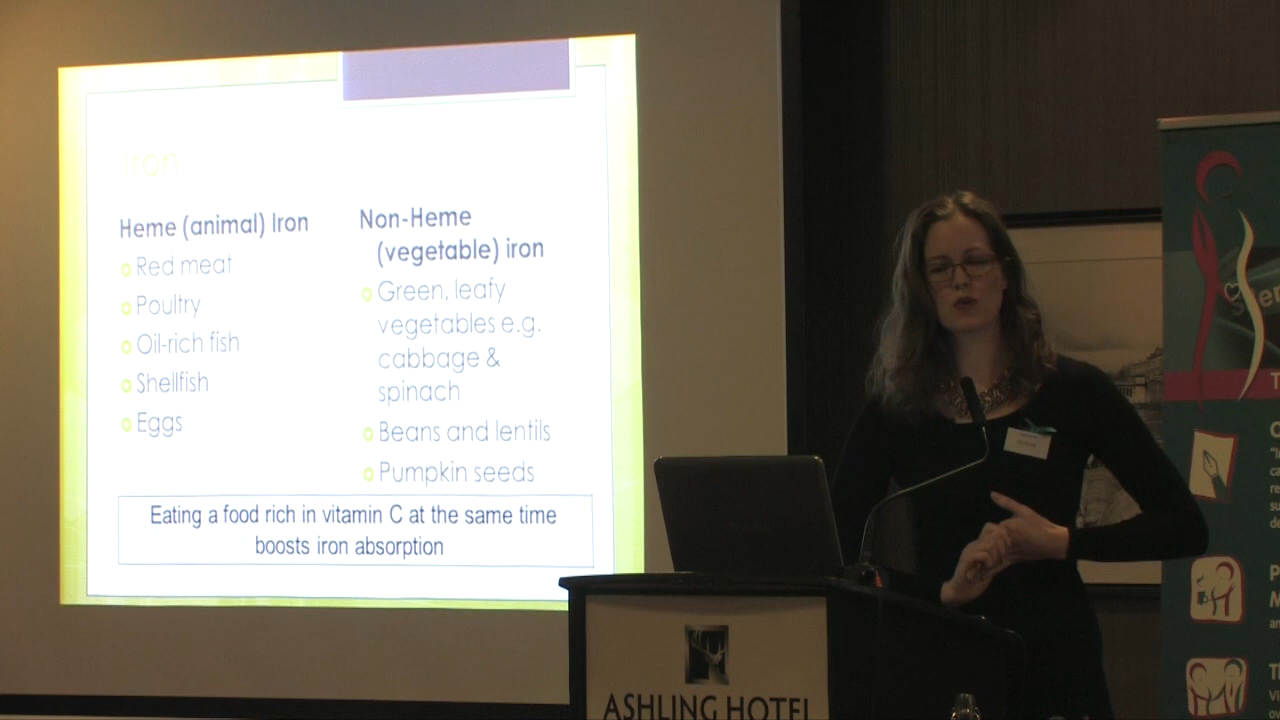 Iron
Heme (animal) Iron
Red meat
Poultry
Oil-rich fish
Shellfish
Eggs
Non-Heme
(vegetable) iron
Green, leafy
vegetables e.g.
cabbage &
spinach
Beans and lentils
Pumpkin seeds
Eating a food rich in vitamin C at the same time
boosts iron absorption
ASHLING HOTEL